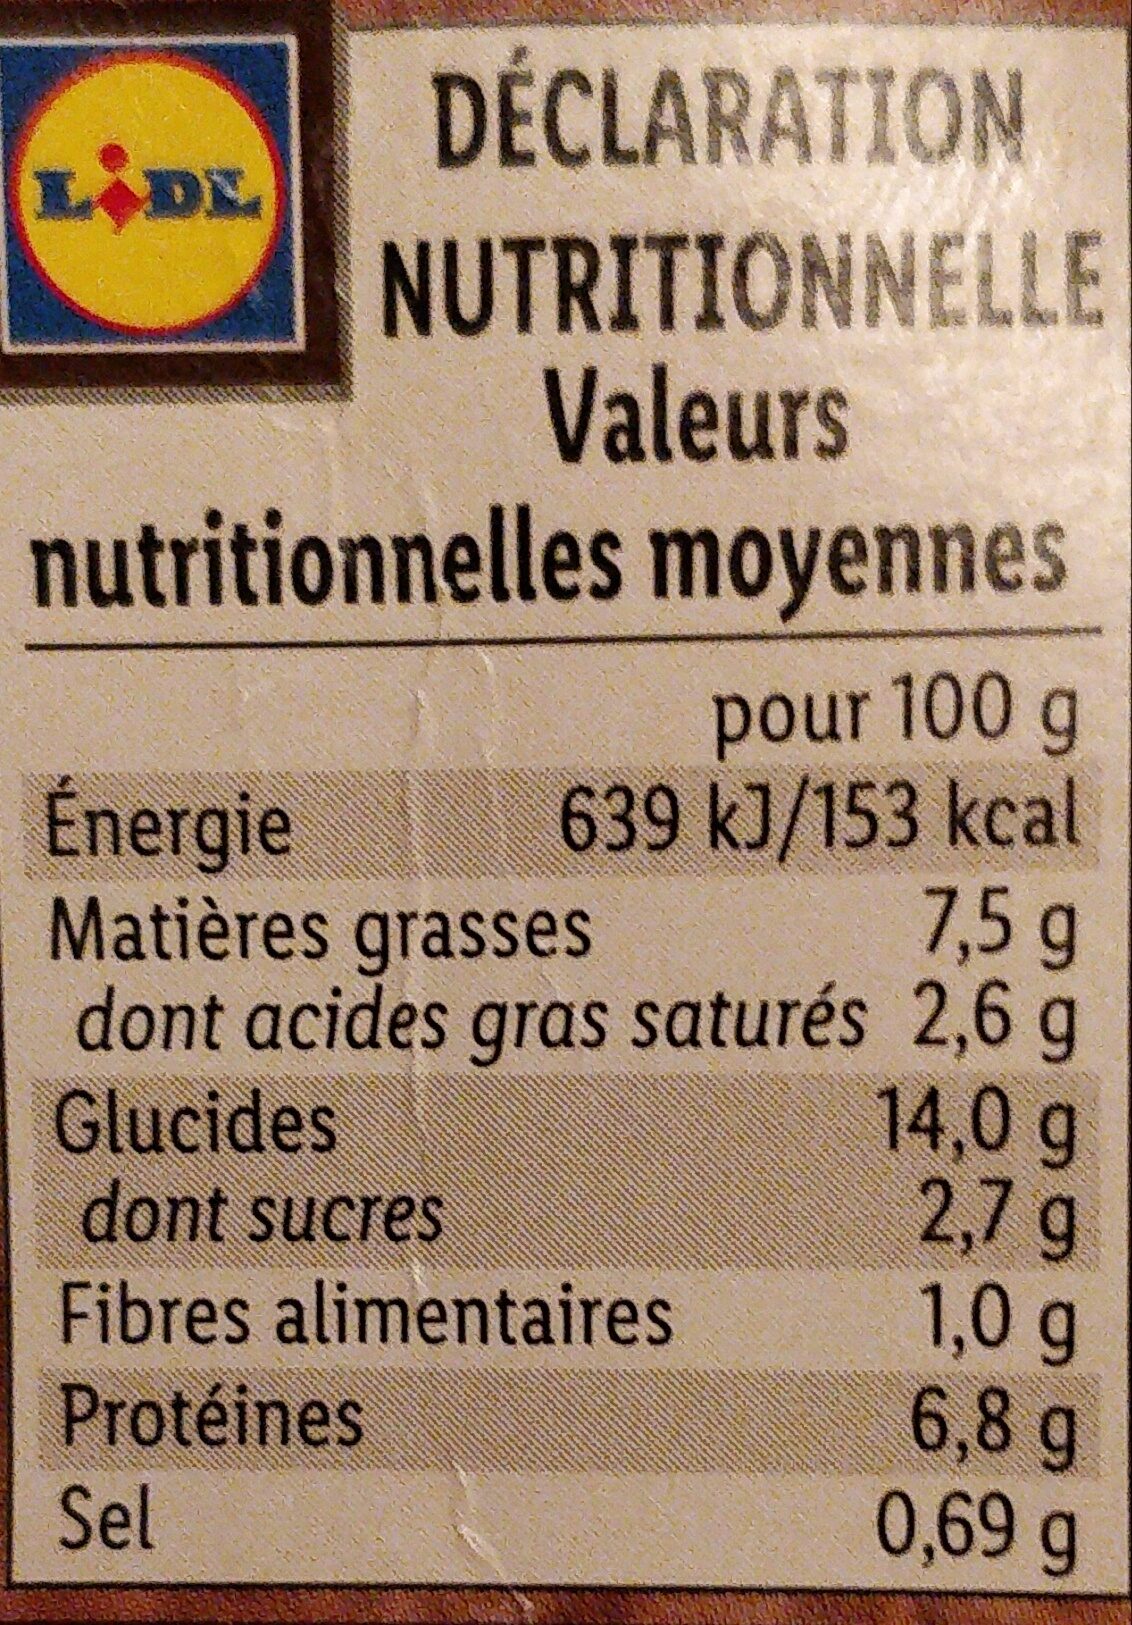 LIDL
DÉCLARATION
NUTRITIONNELLE
Valeurs
nutritionnelles moyennes
pour 100 g
Énergie 639 kJ/153 kcal
Matières grasses 7,5 g
dont acides gras saturés 2,6 g
Glucides 14,0 g
dont sucres 2,7 g
Fibres alimentaires 1,0 g
Protéines 6,8 g
Sel 0,69 g